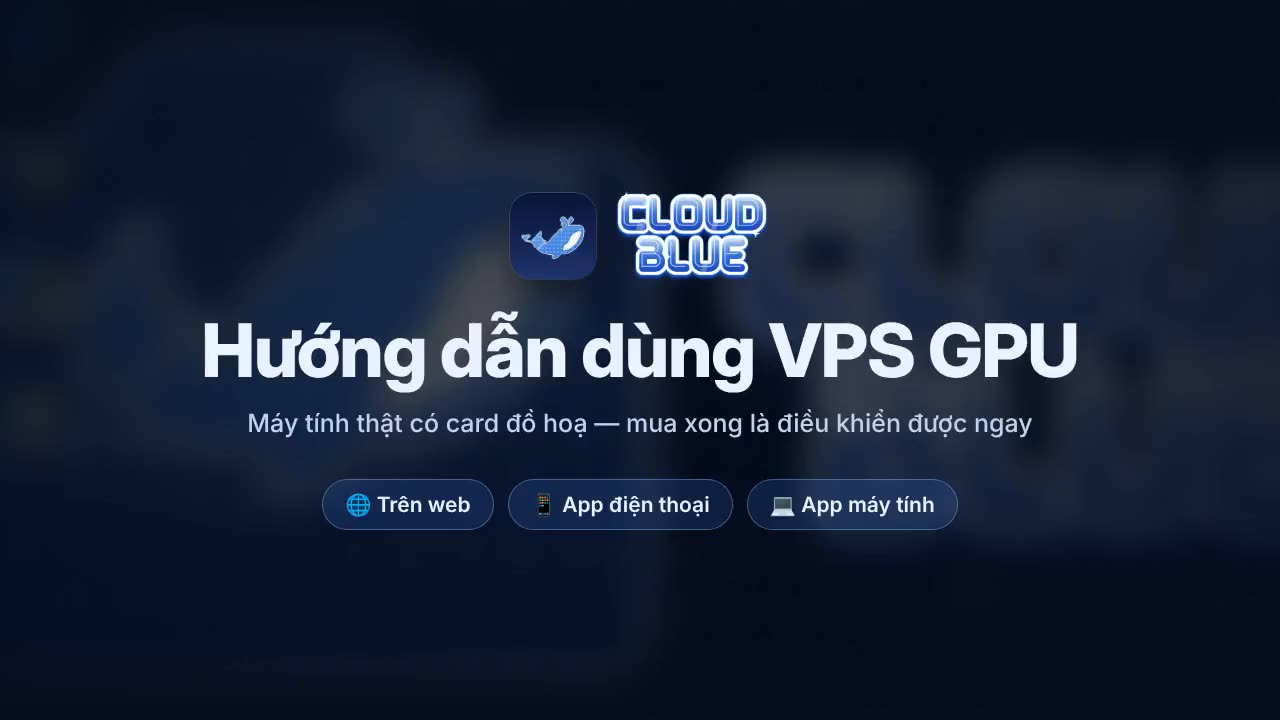 CLOUD
BLUE
Hướng dẫn dùng VPS GPU
Máy tính thật có card đồ hoạ — mua xong là điều khiển được ngay
🌐 Trên web
📱 App điện thoại
💻 App máy tính